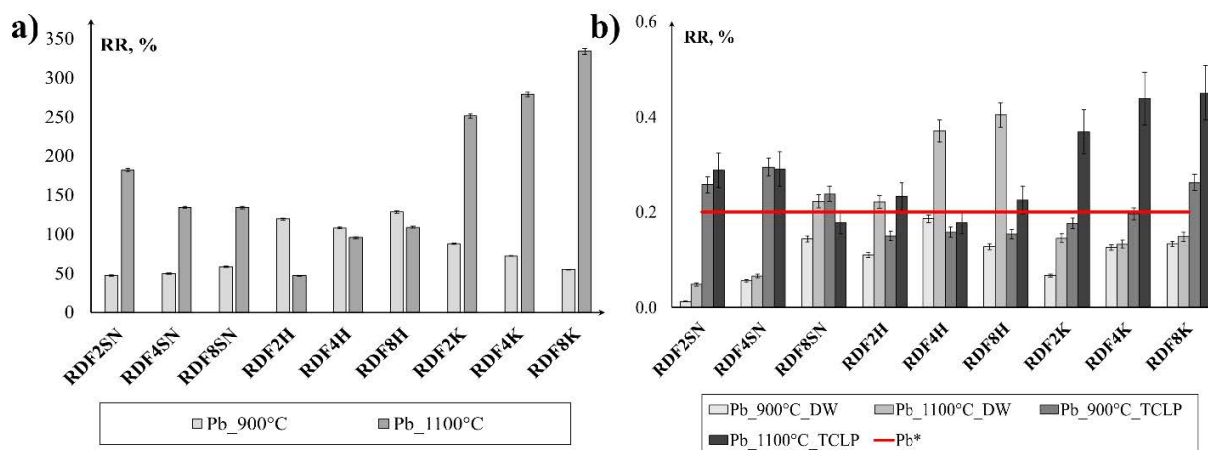 a)
RR, %
350
300
250
200
150
100
50
0
RDF2SN
RDF4SN
RDF8SN
RDF2H
RDF4H
RDF8H
RDF2K
RDF4K
RDF8K
Pb_900°C Pb_1100°C
b)
RR, %
0.6
0.4
0.2
0.0
RDF2SN
RDF4SN
RDF8SN
RDF2H
RDF4H
RDF8H
RDF2K
RDF4K
RDF8K
Pb_900°C_DW Pb_1100°C_DW Pb_900°C_TCLP
Pb_1100°C_TCLP Pb*